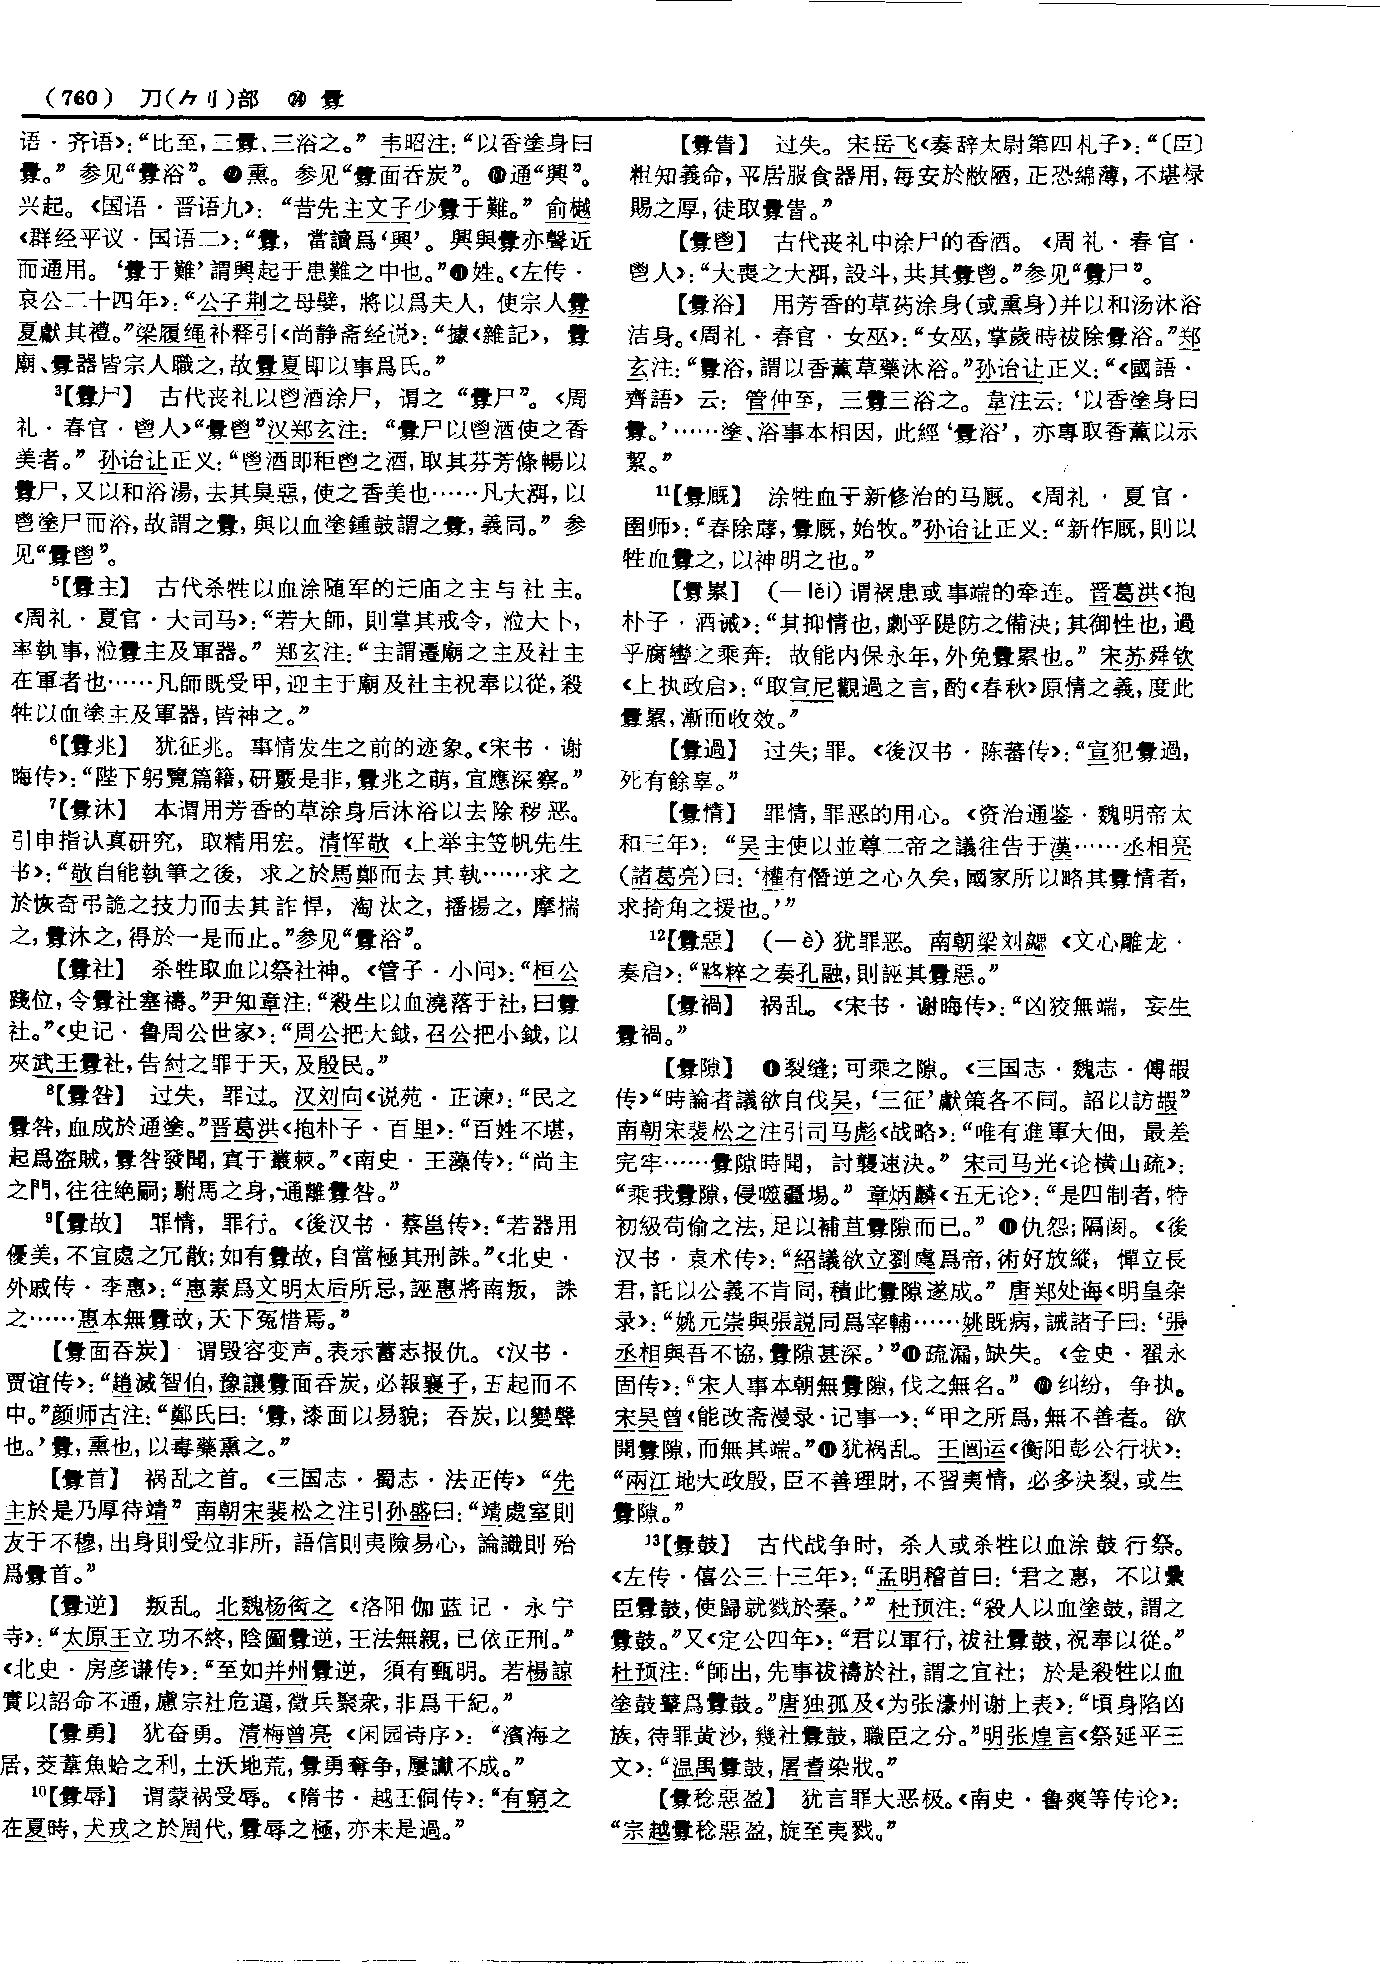 (760) 刀(⺈刂)部 ㉔ 釁
语·齐语》：“比至，三釁、三浴之。” 韦昭注：“以香塗身曰
釁。” 参见“釁浴”。❾熏。参见“釁面吞炭”。❿通“興”。
兴起。《国语·晋语九》：“昔先主文子少釁于難。” 俞樾
《群经平议·国语二》：“釁，當讀爲‘興’。興與釁亦聲近
而通用。‘釁于難’謂興起于患難之中也。”⓫姓。《左传·
哀公二十四年》：“公子荆之母嬖，將以爲夫人，使宗人釁
夏獻其禮。”梁履绳补释引《尚静斋经说》：“據《雜記》，釁
廟、釁器皆宗人職之，故釁夏即以事爲氏。”
3【釁尸】 古代丧礼以鬯酒涂尸，谓之“釁尸”。《周
礼·春官·鬯人》“釁鬯”汉郑玄注：“釁尸以鬯酒使之香
美者。” 孙诒让正义：“鬯酒即秬鬯之酒，取其芬芳條暢以
釁尸，又以和浴湯，去其臭惡，使之香美也……凡大渳，以
鬯塗尸而浴，故謂之釁，與以血塗鍾鼓謂之釁，義同。” 参
见“釁鬯”。
5【釁主】 古代杀牲以血涂随军的迁庙之主与社主。
《周礼·夏官·大司马》：“若大師，則掌其戒令，涖大卜，
率執事，涖釁主及軍器。” 郑玄注：“主謂遷廟之主及社主
在軍者也……凡師既受甲，迎主于廟及社主祝奉以從，殺
牲以血塗主及軍器，皆神之。”
6【釁兆】 犹征兆。事情发生之前的迹象。《宋书·谢
晦传》：“陛下躬覽篇籍，研覈是非，釁兆之萌，宜應深察。”
7【釁沐】 本谓用芳香的草涂身后沐浴以去除秽恶。
引申指认真研究，取精用宏。清恽敬《上举主笠帆先生
书》：“敬自能執筆之後，求之於馬鄭而去其執……求之
於恢奇弔詭之技力而去其詐悍，淘汰之，播揚之，摩揣
之，釁沐之，得於一是而止。”参见“釁浴”。
【釁社】 杀牲取血以祭社神。《管子·小问》：“桓公
踐位，令釁社塞禱。”尹知章注：“殺生以血澆落于社，曰釁
社。”《史记·鲁周公世家》：“周公把大鉞，召公把小鉞，以
夾武王釁社，告紂之罪于天，及殷民。”
8【釁咎】 过失，罪过。汉刘向《说苑·正谏》：“民之
釁咎，血成於通塗。”晋葛洪《抱朴子·百里》：“百姓不堪，
起爲盗賊，釁咎發聞，寘于叢棘。”《南史·王藻传》：“尚主
之門，往往絶嗣；駙馬之身，通離釁咎。”
9【釁故】 罪情，罪行。《後汉书·蔡邕传》：“若器用
優美，不宜處之冗散；如有釁故，自當極其刑誅。”《北史·
外戚传·李惠》：“惠素爲文明太后所忌，誣惠將南叛，誅
之……惠本無釁故，天下冤惜焉。”
【釁面吞炭】 谓毁容变声。表示蓄志报仇。《汉书·
贾谊传》：“趙滅智伯，豫讓釁面吞炭，必報襄子，五起而不
中。”颜师古注：“鄭氏曰：‘釁，漆面以易貌；吞炭，以變聲
也。’釁，熏也，以毒藥熏之。”
【釁首】 祸乱之首。《三国志·蜀志·法正传》“先
主於是乃厚待靖” 南朝宋裴松之注引孙盛曰：“靖處室則
友于不穆，出身則受位非所，語信則夷險易心，論識則殆
爲釁首。”
【釁逆】 叛乱。北魏杨衒之《洛阳伽蓝记·永宁
寺》：“太原王立功不終，陰圖釁逆，王法無親，已依正刑。”
《北史·房彦谦传》：“至如并州釁逆，須有甄明。若楊諒
實以詔命不通，慮宗社危逼，徵兵聚衆，非爲干紀。”
【釁勇】 犹奋勇。清梅曾亮《闲园诗序》：“濱海之
居，茭葦魚蛤之利，土沃地荒，釁勇奪争，屢讞不成。”
10【釁辱】 谓蒙祸受辱。《隋书·越王侗传》：“有窮之
在夏時，犬戎之於周代，釁辱之極，亦未是過。”
【釁眚】 过失。宋岳飞《奏辞太尉第四札子》：“〔臣〕
粗知義命，平居服食器用，每安於敝陋，正恐綿薄，不堪禄
賜之厚，徒取釁眚。”
【釁鬯】 古代丧礼中涂尸的香酒。《周礼·春官·
鬯人》：“大喪之大渳，設斗，共其釁鬯。”参见“釁尸”。
【釁浴】 用芳香的草药涂身(或熏身)并以和汤沐浴
洁身。《周礼·春官·女巫》：“女巫，掌歲時祓除釁浴。”郑
玄注：“釁浴，謂以香薰草藥沐浴。”孙诒让正义：“《國語·
齊語》云：管仲至，三釁三浴之。韋注云：‘以香塗身曰
釁。’……塗、浴事本相因，此經‘釁浴’，亦專取香薰以示
絜。”
11【釁厩】 涂牲血于新修治的马厩。《周礼·夏官·
圉师》：“春除蓐，釁厩，始牧。”孙诒让正义：“新作厩，則以
牲血釁之，以神明之也。”
【釁累】 (—lěi)谓祸患或事端的牵连。晋葛洪《抱
朴子·酒诫》：“其抑情也，劇乎隄防之備決；其御性也，過
乎腐轡之乘奔：故能内保永年，外免釁累也。” 宋苏舜钦
《上执政启》：“取宣尼觀過之言，酌《春秋》原情之義，度此
釁累，漸而收效。”
【釁過】 过失；罪。《後汉书·陈蕃传》：“宣犯釁過，
死有餘辜。”
【釁情】 罪情，罪恶的用心。《资治通鉴·魏明帝太
和三年》：“吴主使以並尊二帝之議往告于漢……丞相亮
(諸葛亮)曰：‘權有僭逆之心久矣，國家所以略其釁情者，
求掎角之援也。’”
12【釁惡】 (—è)犹罪恶。南朝梁刘勰《文心雕龙·
奏启》：“路粹之奏孔融，則誣其釁惡。”
【釁禍】 祸乱。《宋书·谢晦传》：“凶狡無端，妄生
釁禍。”
【釁隙】 ❶裂缝；可乘之隙。《三国志·魏志·傅嘏
传》“時論者議欲自伐吴，‘三征’獻策各不同。詔以訪嘏”
南朝宋裴松之注引司马彪《战略》：“唯有進軍大佃，最差
完牢……釁隙時聞，討襲速决。” 宋司马光《论横山疏》：
“乘我釁隙，侵噬疆埸。” 章炳麟《五无论》：“是四制者，特
初級苟偷之法，足以補苴釁隙而已。” ❷仇怨；隔阂。《後
汉书·袁术传》：“紹議欲立劉虞爲帝，術好放縱，憚立長
君，託以公義不肯同，積此釁隙遂成。” 唐郑处诲《明皇杂
录》：“姚元崇與張説同爲宰輔……姚既病，誡諸子曰：‘張
丞相與吾不協，釁隙甚深。’”❸疏漏，缺失。《金史·翟永
固传》：“宋人事本朝無釁隙，伐之無名。” ❹纠纷，争执。
宋吴曾《能改斋漫录·记事一》：“甲之所爲，無不善者。欲
開釁隙，而無其端。”❺犹祸乱。王闿运《衡阳彭公行状》：
“兩江地大政殷，臣不善理財，不習夷情，必多决裂，或生
釁隙。”
13【釁鼓】 古代战争时，杀人或杀牲以血涂鼓行祭。
《左传·僖公三十三年》：“孟明稽首曰：‘君之惠，不以纍
臣釁鼓，使歸就戮於秦。’” 杜预注：“殺人以血塗鼓，謂之
釁鼓。”又《定公四年》：“君以軍行，祓社釁鼓，祝奉以從。”
杜预注：“師出，先事祓禱於社，謂之宜社；於是殺牲以血
塗鼓鼙爲釁鼓。”唐独孤及《为张濠州谢上表》：“頃身陷凶
族，待罪黄沙，幾社釁鼓，職臣之分。”明张煌言《祭延平王
文》：“温禺釁鼓，屠耆染戕。”
【釁稔惡盈】 犹言罪大恶极。《南史·鲁爽等传论》：
“宗越釁稔惡盈，旋至夷戮。”